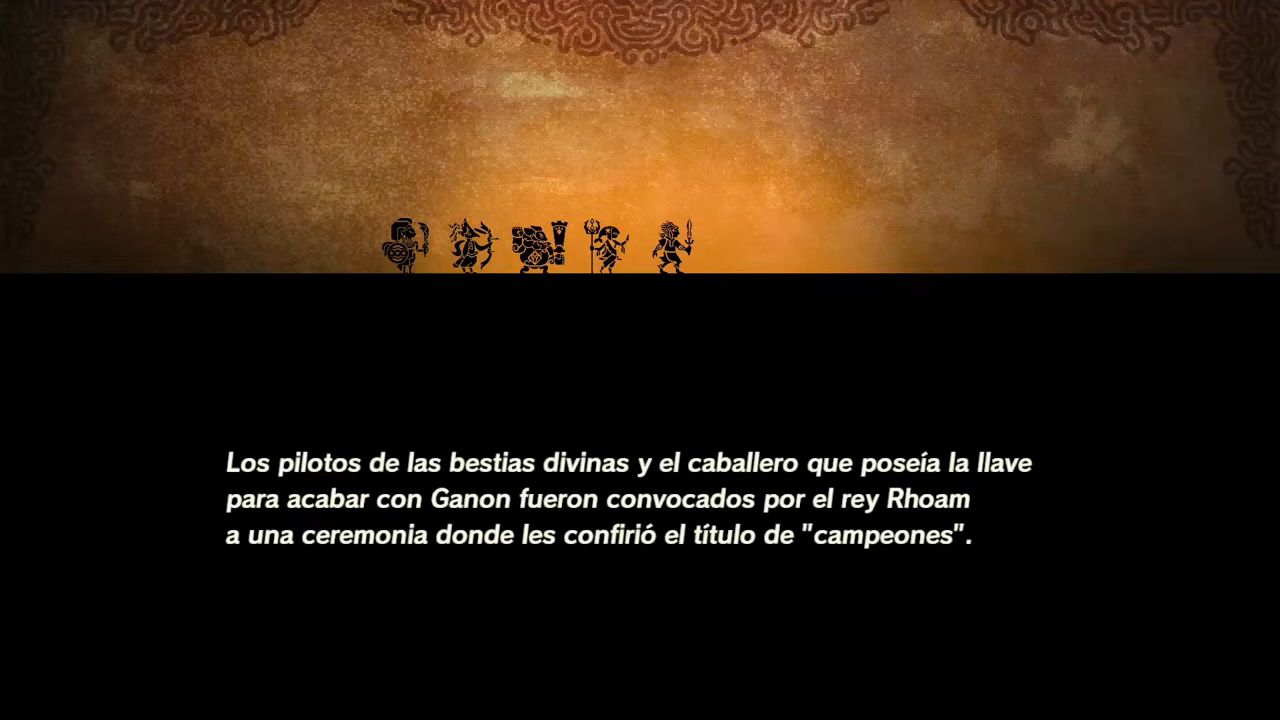 Los pilotos de las bestias divinas y el caballero que poseía la llave
para acabar con Ganon fueron convocados por el rey Rhoam
a una ceremonia donde les confirió el título de "campeones".